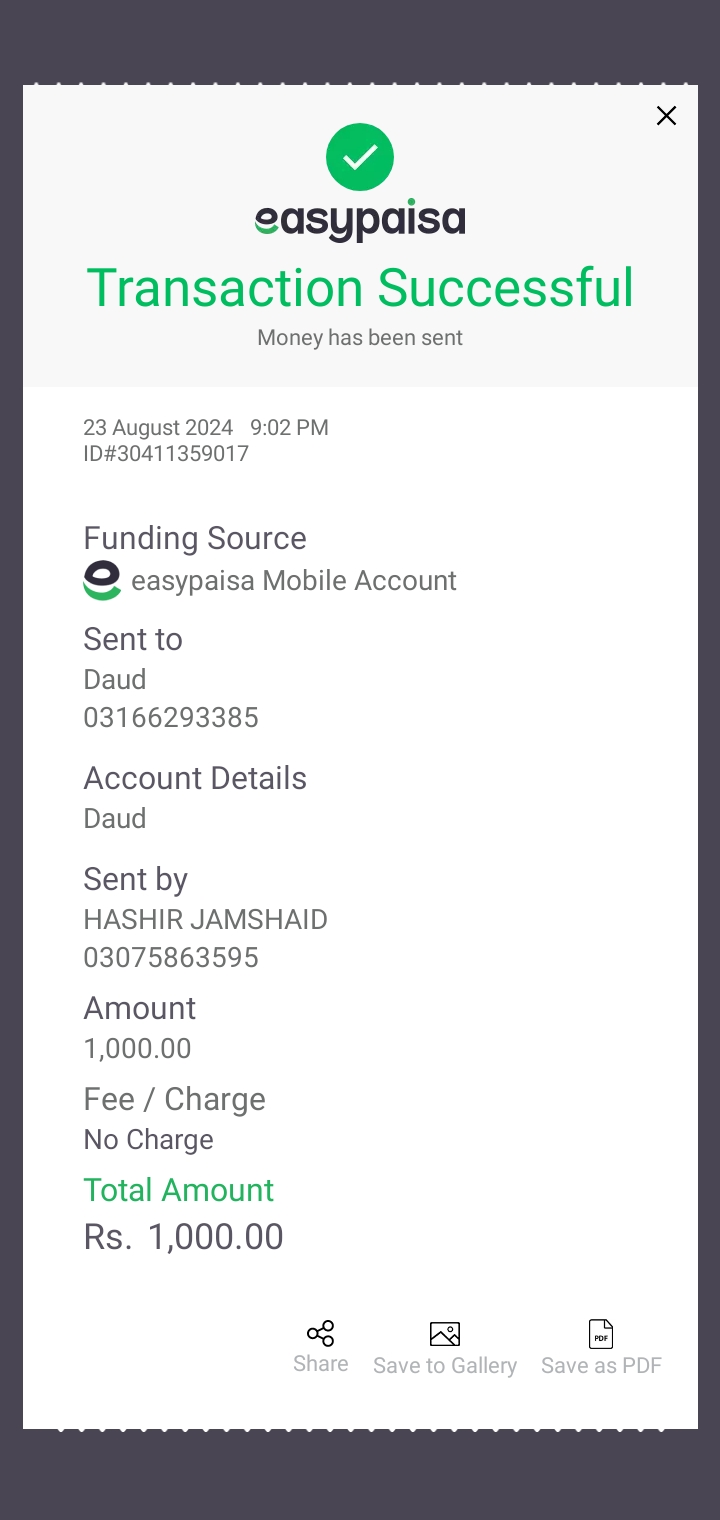 easypaisa
Transaction Successful
Money has been sent
23 August 2024 9:02 PM
ID#30411359017
Funding Source
easypaisa Mobile Account
Sent to
Daud
03166293385
Account Details
Daud
Sent by
HASHIR JAMSHAID
03075863595
Amount
1,000.00
Fee / Charge
No Charge
Total Amount
Rs. 1,000.00
PDF
Share Save to Gallery Save as PDF